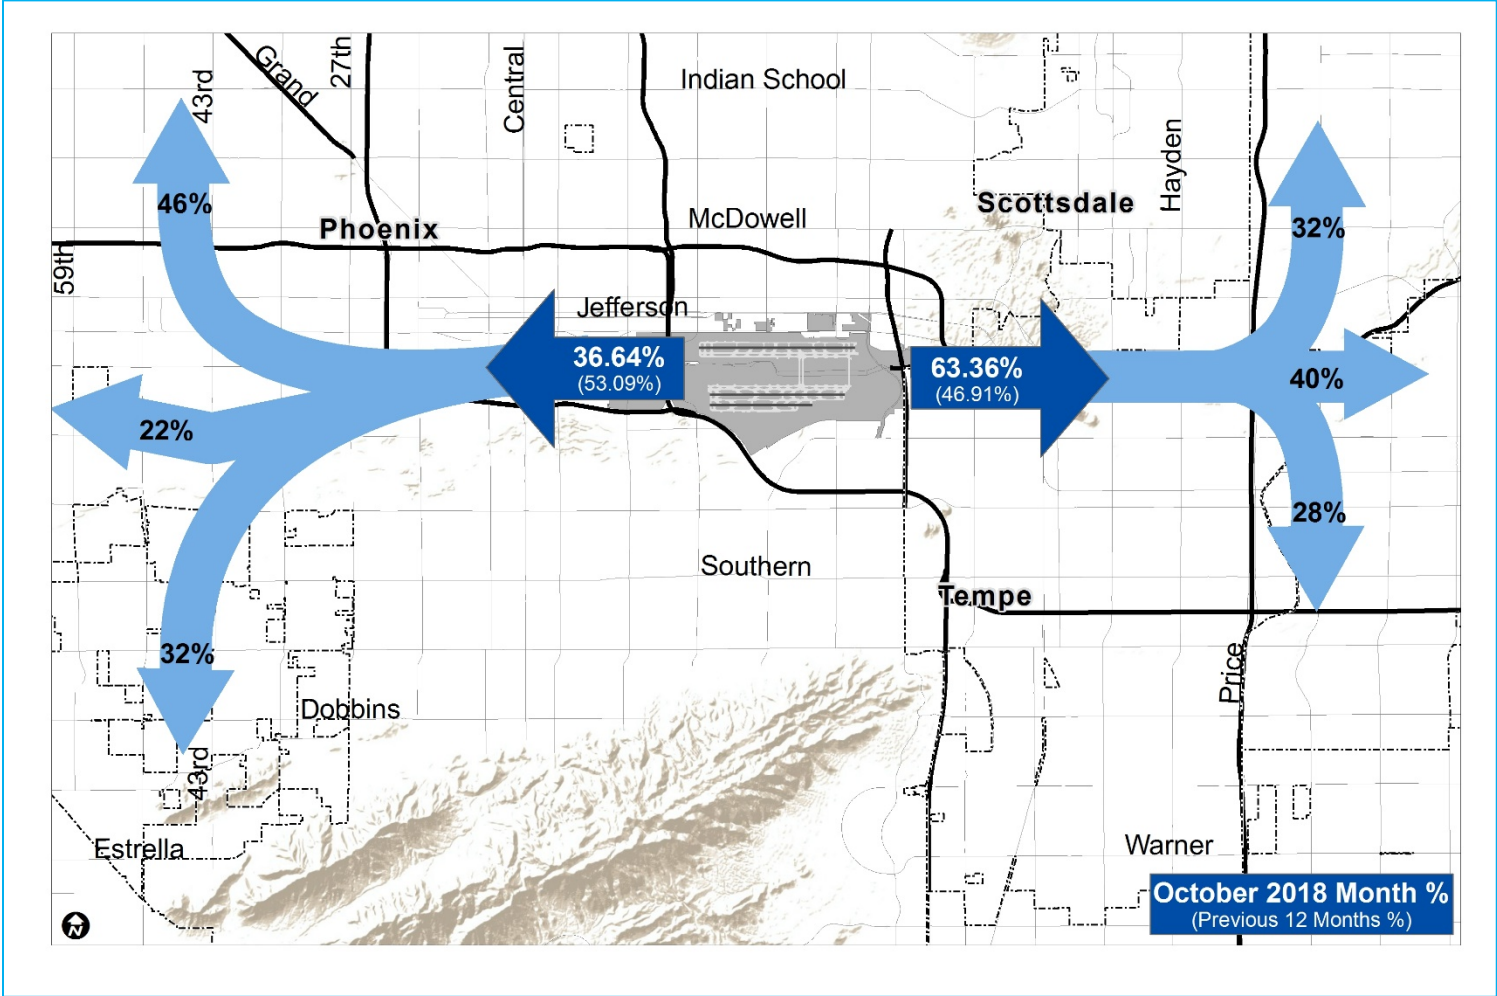 Grand
27th
43rd
Central
Indian School
Hayden
46%
McDowell
Scottsdale
32%
Phoenix
59th
Jefferson
36.64%
(53.09%)
63.36%
(46.91%)
40%
22%
28%
Southern
Tempe
32%
Price
Dobbins
43rd
Estrella
Warner
October 2018 Month %
(Previous 12 Months %)
N